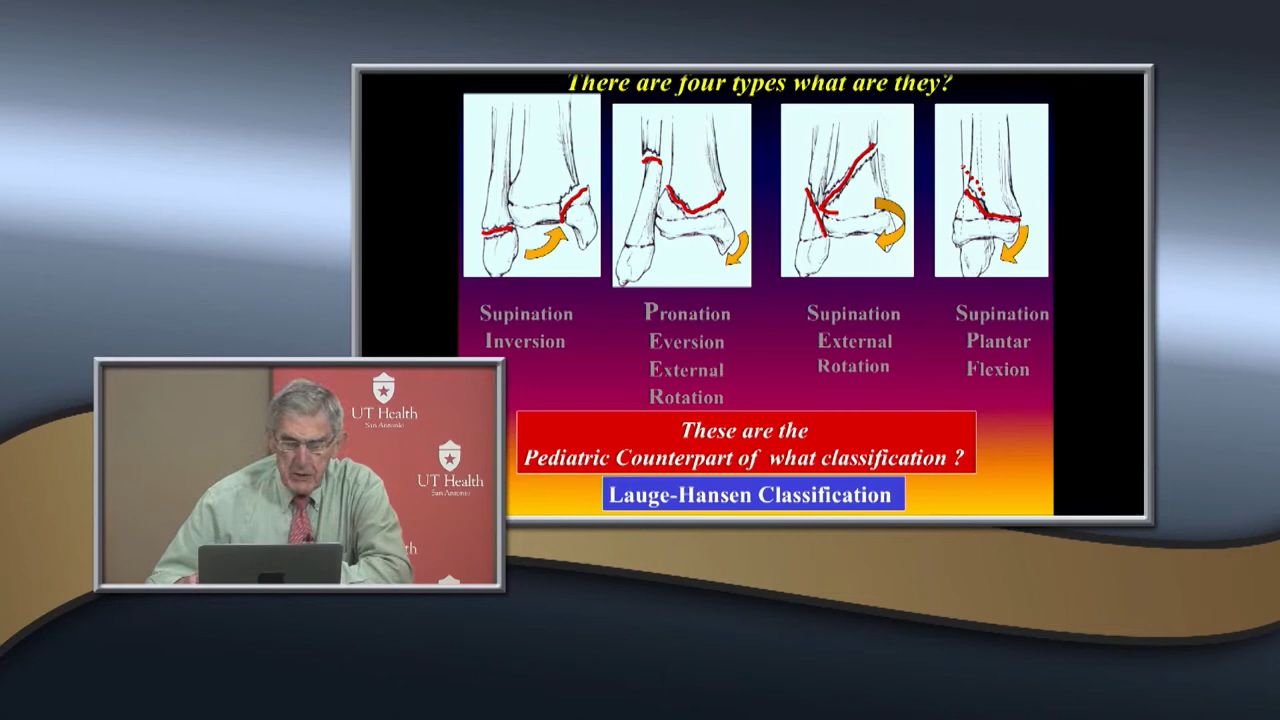 There are four types what are they?
Supination
Inversion
Pronation
Eversion
External
Rotation
Supination
External
Rotation
Supination
Plantar
Flexion
These are the
Pediatric Counterpart of what classification ?
Lauge-Hansen Classification
UT Health
San Antonio
UT Health
San Antonio
th